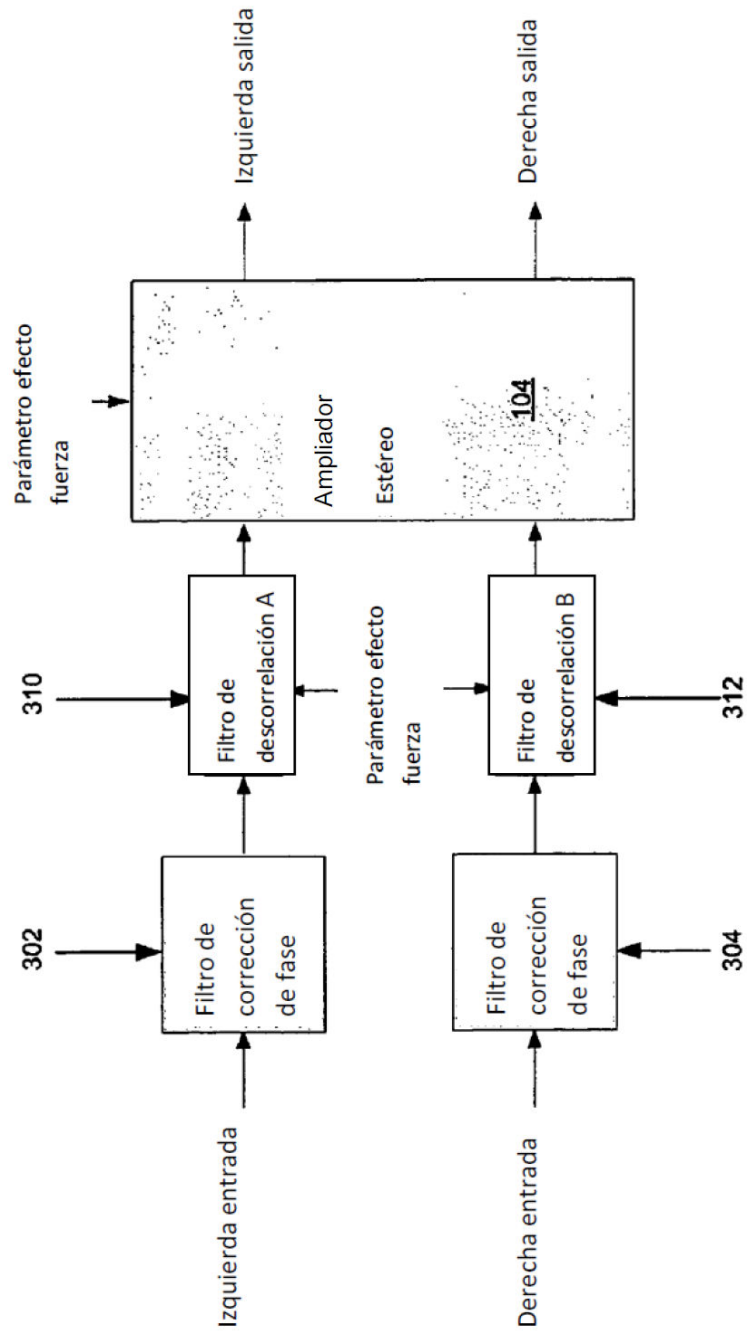 Parámetro efecto
fuerza
310
302
Izquierda entrada
Filtro de
corrección
de fase
Filtro de
descorrelación A
Ampliador
Estéreo
104
Izquierda salida
Parámetro efecto
fuerza
Derecha entrada
Filtro de
corrección
de fase
Filtro de
descorrelación B
Derecha salida
304
312